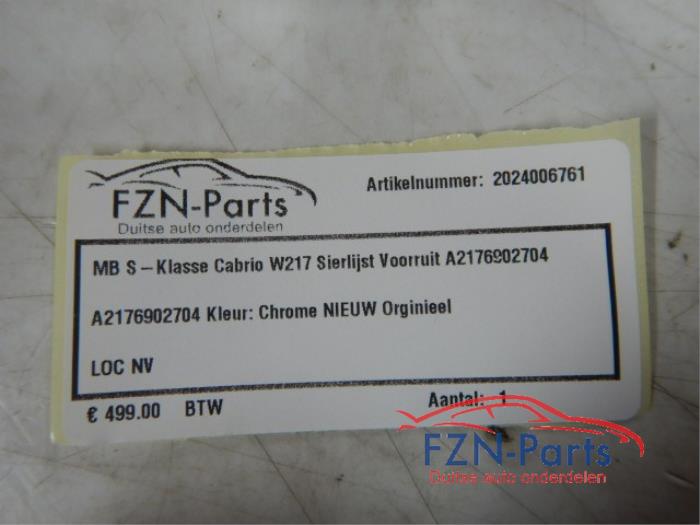 FZN-Parts
Duitse auto onderdelen
Artikelnummer: 2024006761
MB S – Klasse Cabrio W217 Sierlijst Voorruit A2176902704
A2176902704 Kleur: Chrome NIEUW Orginieel
LOC NV
€ 499.00 BTW
Aantal: 1
FZN-Parts
Duitse auto onderdelen